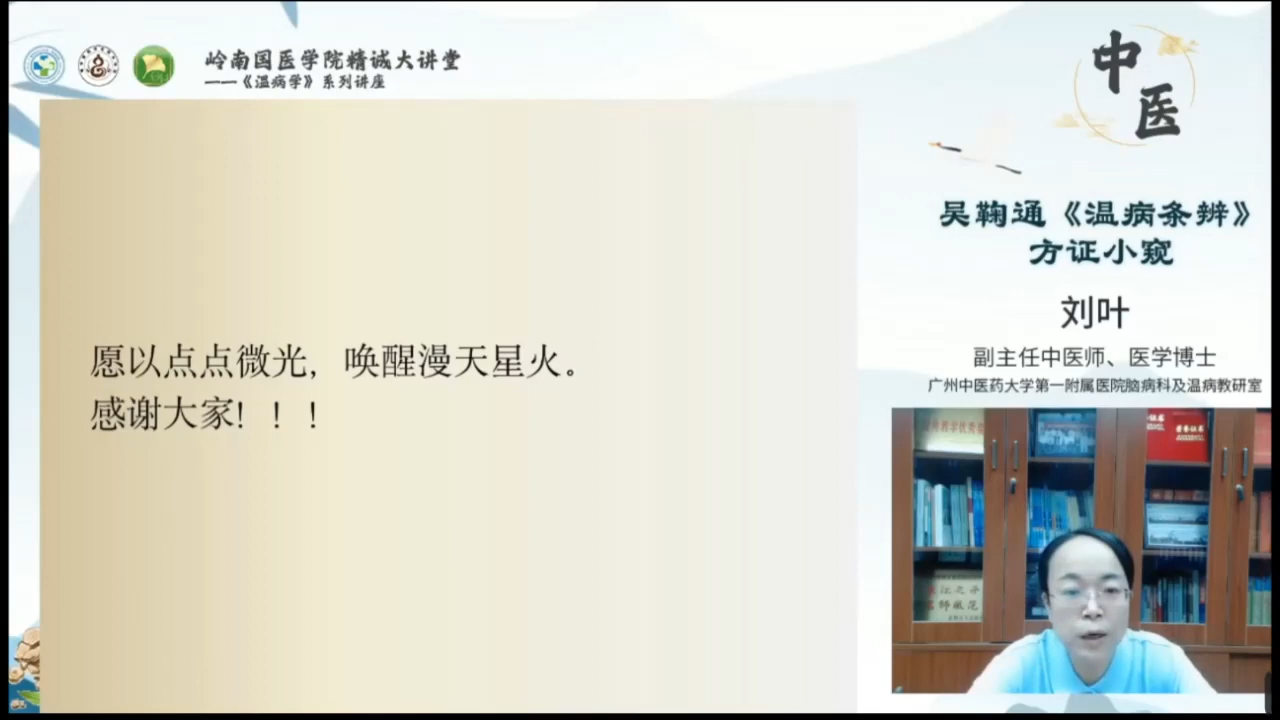 岭南国医学院精诚大讲堂
——《温病学》系列讲座
中医
吴鞠通《温病条辨》
方证小窥
刘叶
副主任中医师、医学博士
广州中医药大学第一附属医院脑病科及温病教研室
愿以点点微光，唤醒漫天星火。
感谢大家！！！